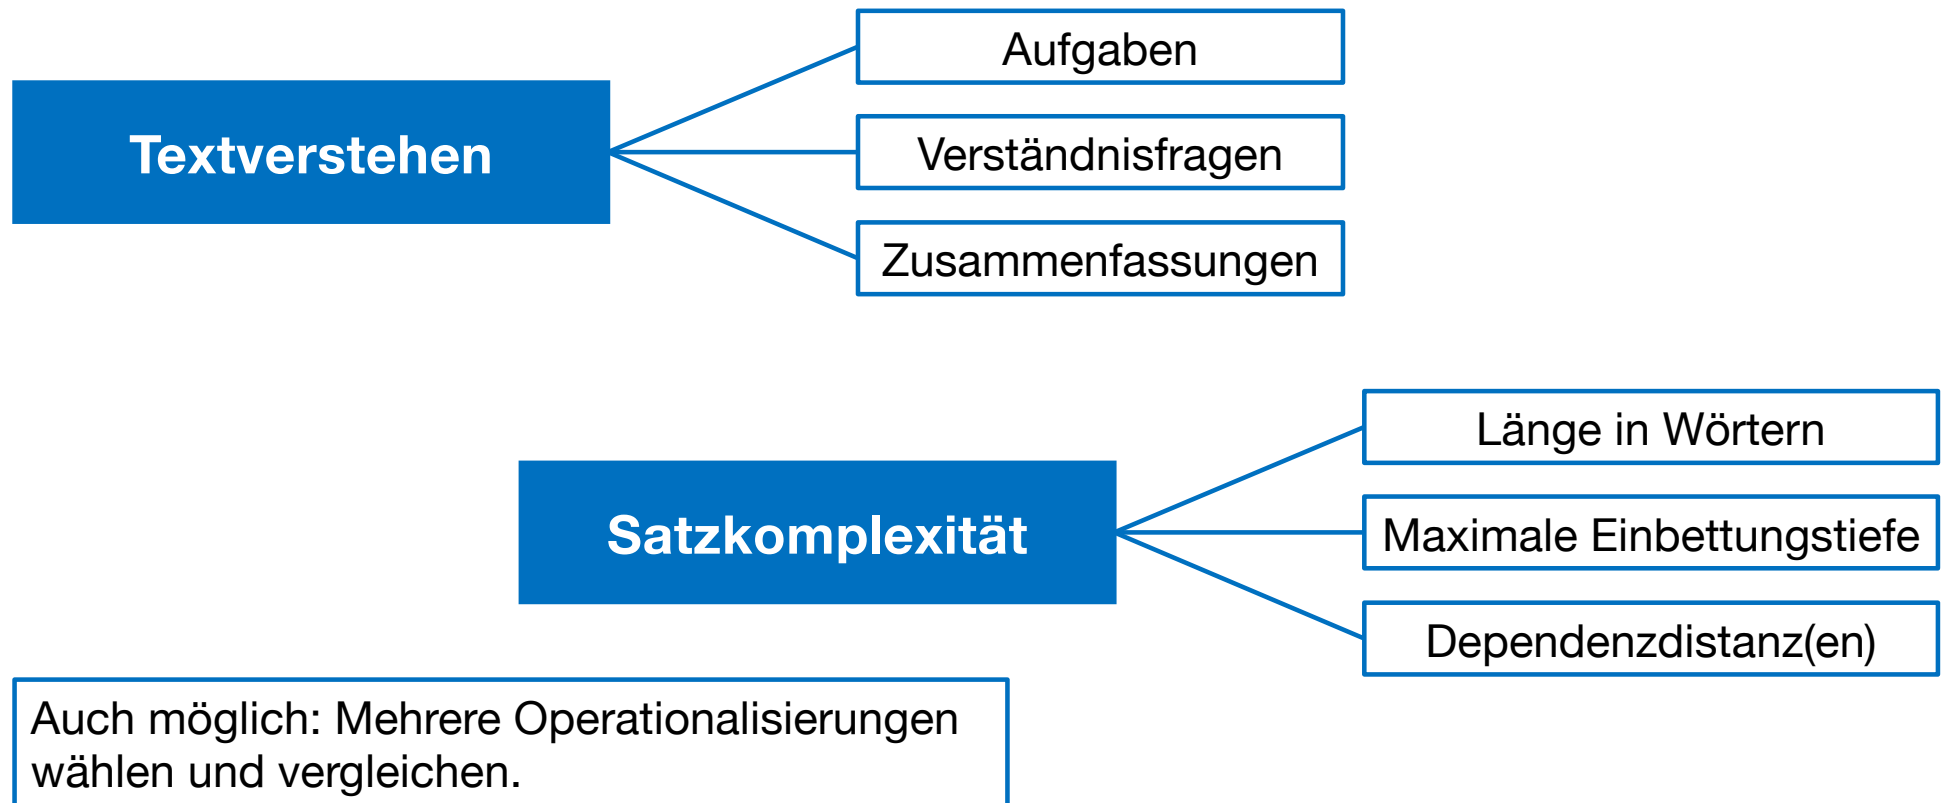 Textverstehen
Aufgaben
Verständnisfragen
Zusammenfassungen
Satzkomplexität
Länge in Wörtern
Maximale Einbettungstiefe
Dependenzdistanz(en)
Auch möglich: Mehrere Operationalisierungen
wählen und vergleichen.